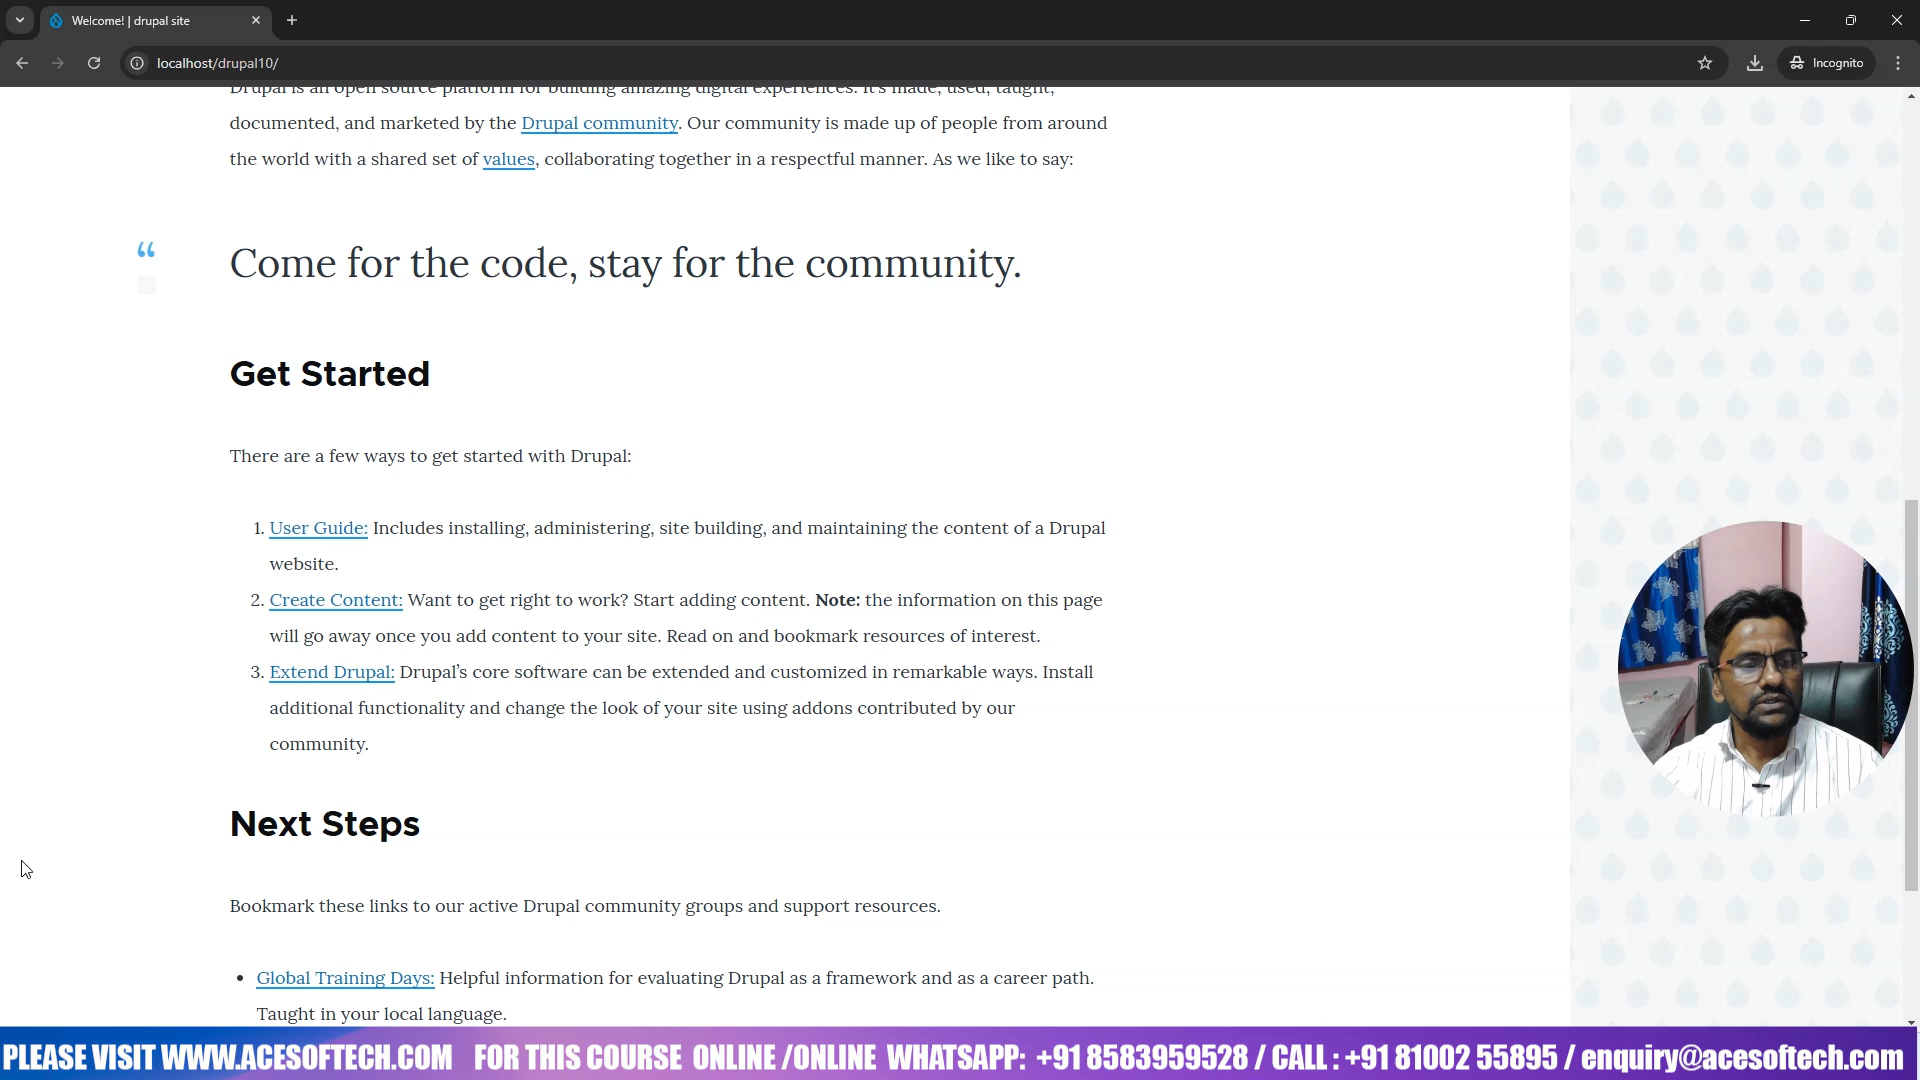 Welcome! | drupal site
localhost/drupal10/
Incognito
Drupal is an open source platform for building amazing digital experiences. It's made, used, taught,
documented, and marketed by the Drupal community. Our community is made up of people from around
the world with a shared set of values, collaborating together in a respectful manner. As we like to say:
“
Come for the code, stay for the community.
Get Started
There are a few ways to get started with Drupal:
1. User Guide: Includes installing, administering, site building, and maintaining the content of a Drupal
website.
2. Create Content: Want to get right to work? Start adding content. Note: the information on this page
will go away once you add content to your site. Read on and bookmark resources of interest.
3. Extend Drupal: Drupal’s core software can be extended and customized in remarkable ways. Install
additional functionality and change the look of your site using addons contributed by our
community.
Next Steps
Bookmark these links to our active Drupal community groups and support resources.
• Global Training Days: Helpful information for evaluating Drupal as a framework and as a career path.
Taught in your local language.
PLEASE VISIT WWW.ACESOFTECH.COM FOR THIS COURSE ONLINE /ONLINE WHATSAPP: +91 8583959528 / CALL : +91 81002 55895 / enquiry@acesoftech.com